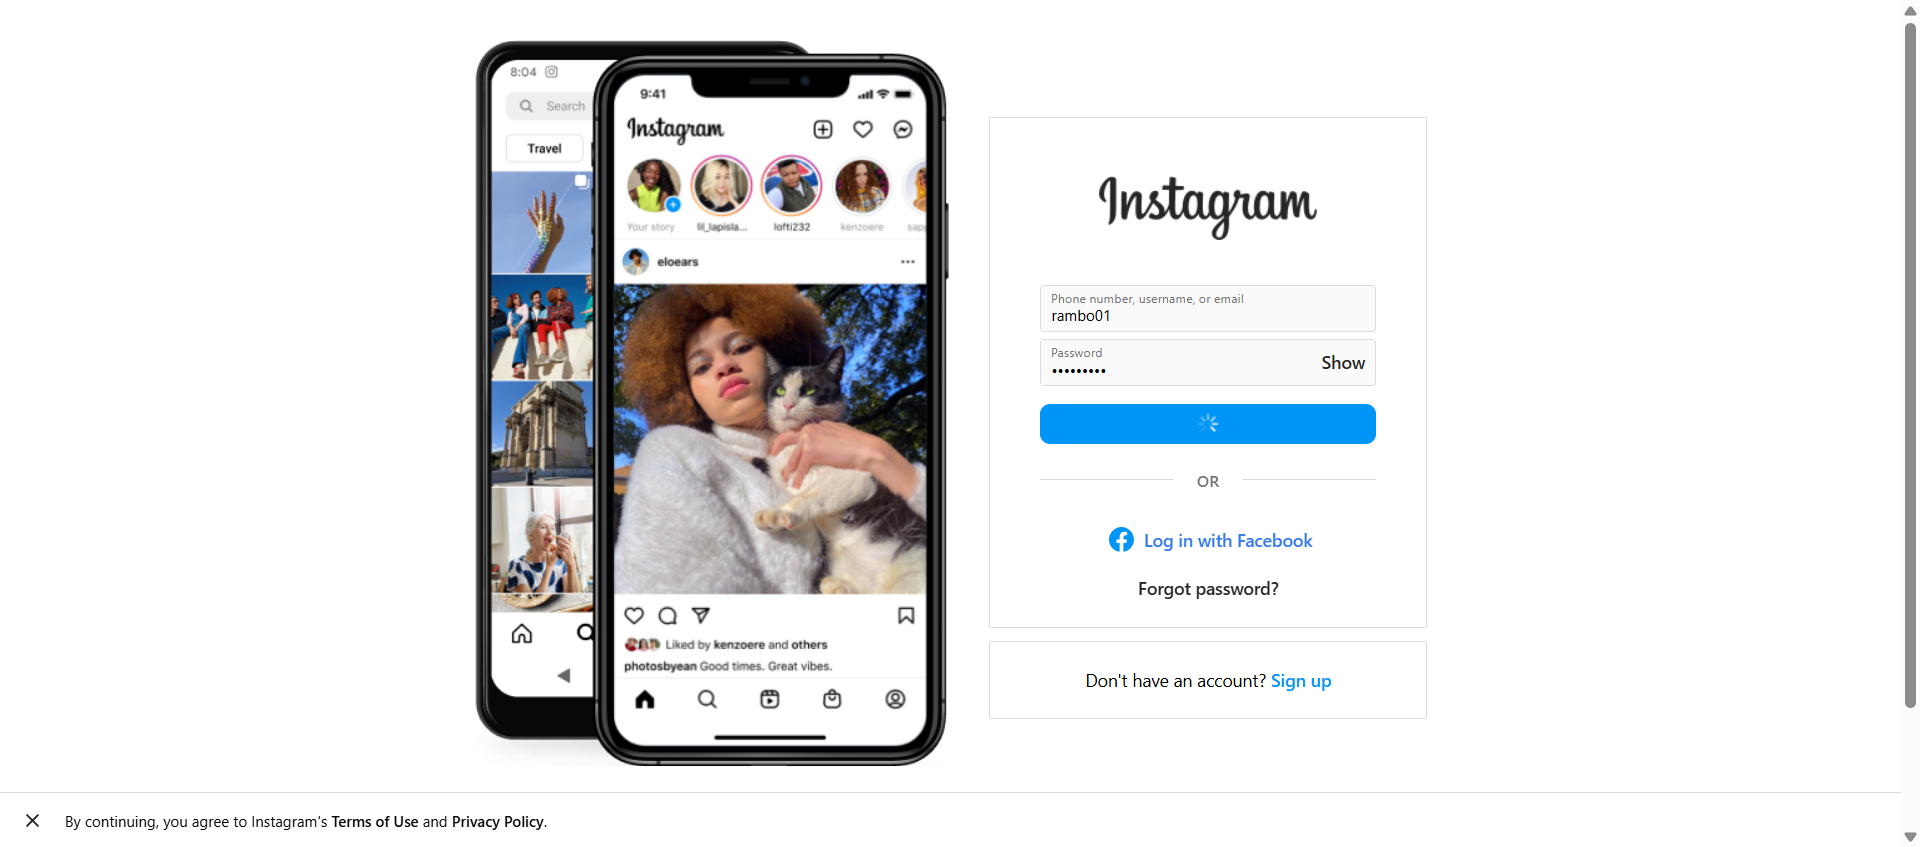 8:04
Search
Travel
9:41
Instagram
Your story
lil_lapisla...
lofti232
kenzoere
sapp
eloears
Liked by kenzoere and others
photosbyean Good times. Great vibes.
Instagram
Phone number, username, or email
rambo01
Password
•••••••••
Show
OR
Log in with Facebook
Forgot password?
Don't have an account? Sign up
By continuing, you agree to Instagram's Terms of Use and Privacy Policy.